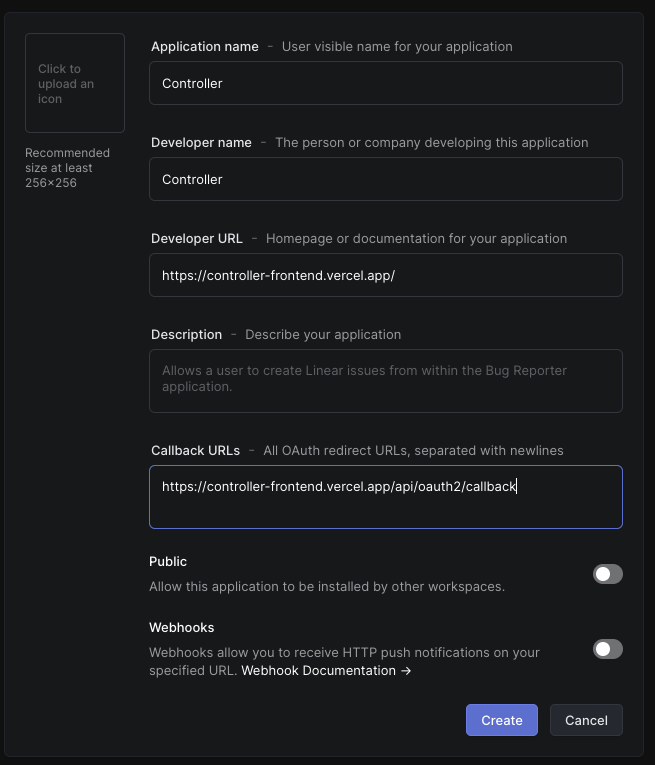 Click to
upload an
icon
Recommended
size at least
256×256
Application name - User visible name for your application
Controller
Developer name - The person or company developing this application
Controller
Developer URL - Homepage or documentation for your application
https://controller-frontend.vercel.app/
Description - Describe your application
Allows a user to create Linear issues from within the Bug Reporter
application.
Callback URLs - All OAuth redirect URLs, separated with newlines
https://controller-frontend.vercel.app/api/oauth2/callback
Public
Allow this application to be installed by other workspaces.
Webhooks
Webhooks allow you to receive HTTP push notifications on your
specified URL. Webhook Documentation →
Create Cancel